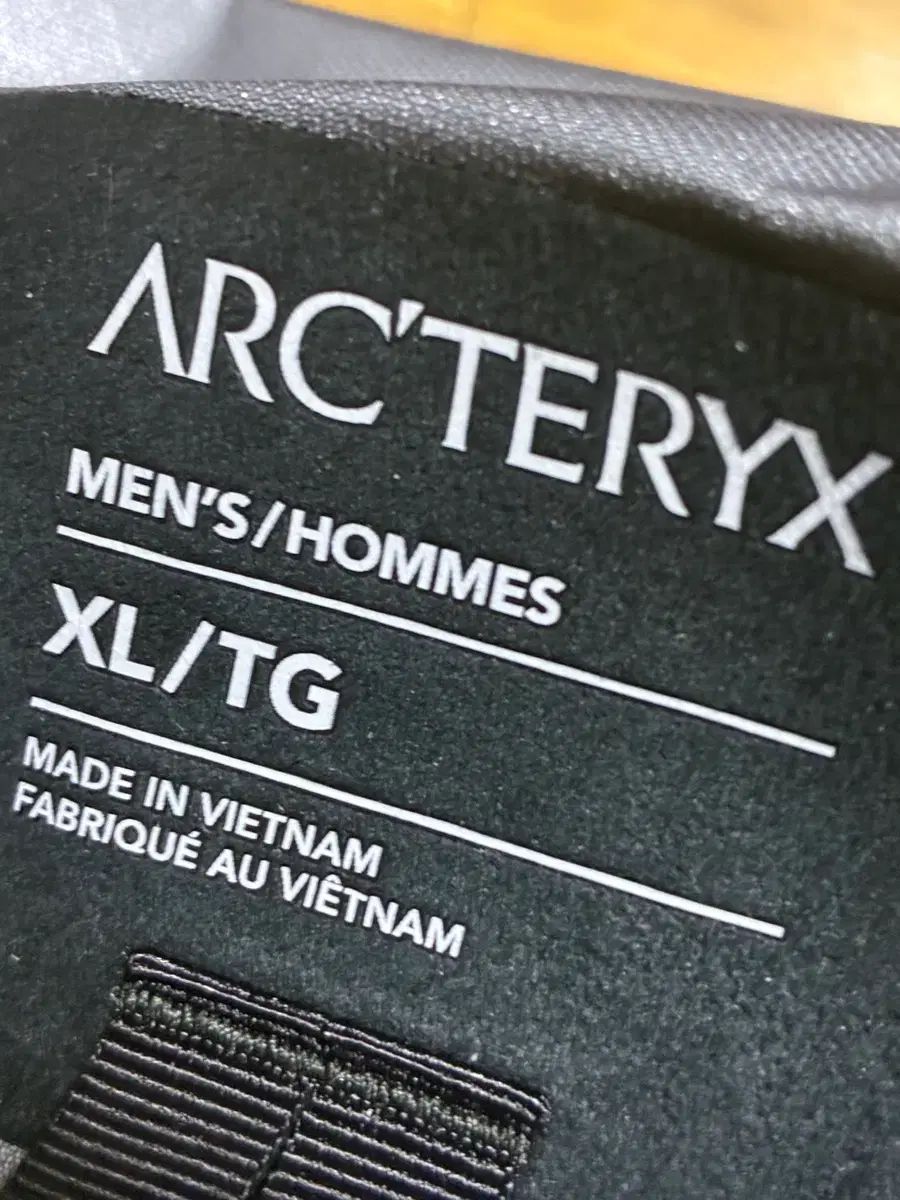 ARC'TERYX
MEN'S/HOMMES
XL/TG
MADE IN VIETNAM
FABRIQUÉ AU VIÊTNAM